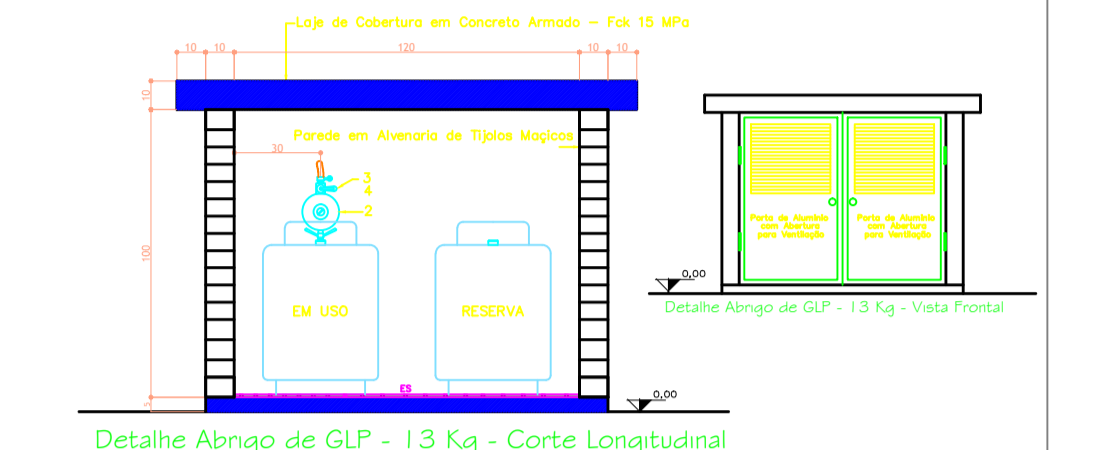 Laje de Cobertura em Concreto Armado - Fck 15 MPa
10 10 120 10 10
10
Parede em Alvenaria de Tijolos Maçicos
30
3
4
2
100
EM USO
RESERVA
ES
5
0,00
Detalhe Abrigo de GLP - 13 Kg - Corte Longitudinal
Porta de Alumínio
com Abertura
para Ventilação
Porta de Alumínio
com Abertura
para Ventilação
0,00
Detalhe Abrigo de GLP - 13 Kg - Vista Frontal